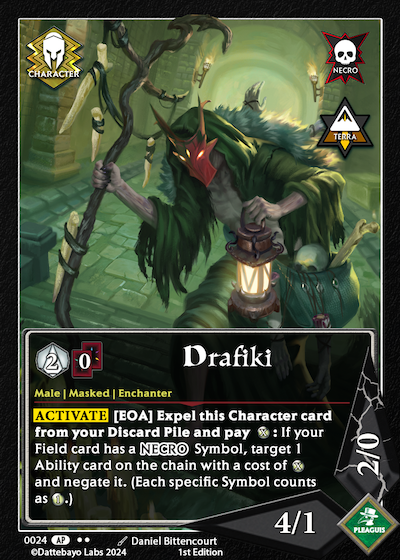 CHARACTER
NECRO
TERRA
2 0 Drafiki
Male | Masked | Enchanter
ACTIVATE [EOA] Expel this Character card
from your Discard Pile and pay X : If your
Field card has a NECRO Symbol, target 1
Ability card on the chain with a cost of X
and negate it. (Each specific Symbol counts
as 0.)
2/0
4/1
PLEAGUIS
0024 AP Daniel Bittencourt
©Dattebayo Labs 2024 1st Edition